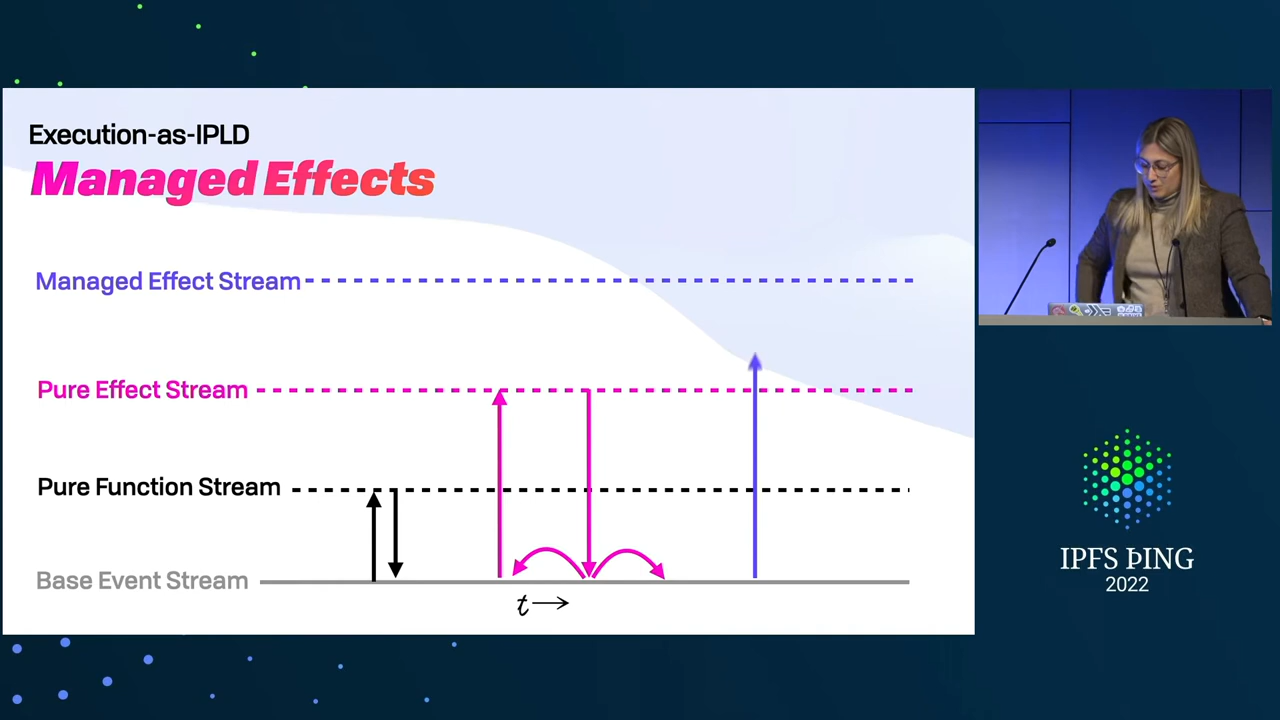 Execution-as-IPLD
Managed Effects
Managed Effect Stream
Pure Effect Stream
Pure Function Stream
Base Event Stream
t
IPFS ÞING
2022